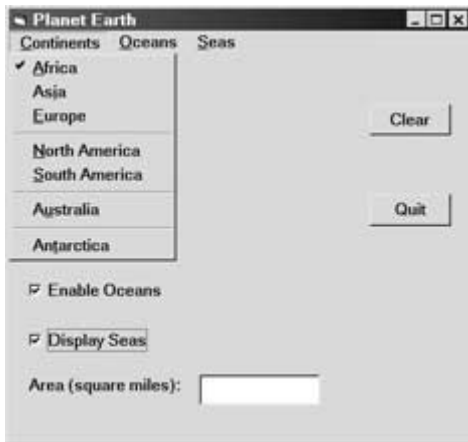 Planet Earth
Continents Oceans Seas
Africa
Asia
Europe
North America
South America
Australia
Antarctica
Clear
Quit
Enable Oceans
Display Seas
Area (square miles):